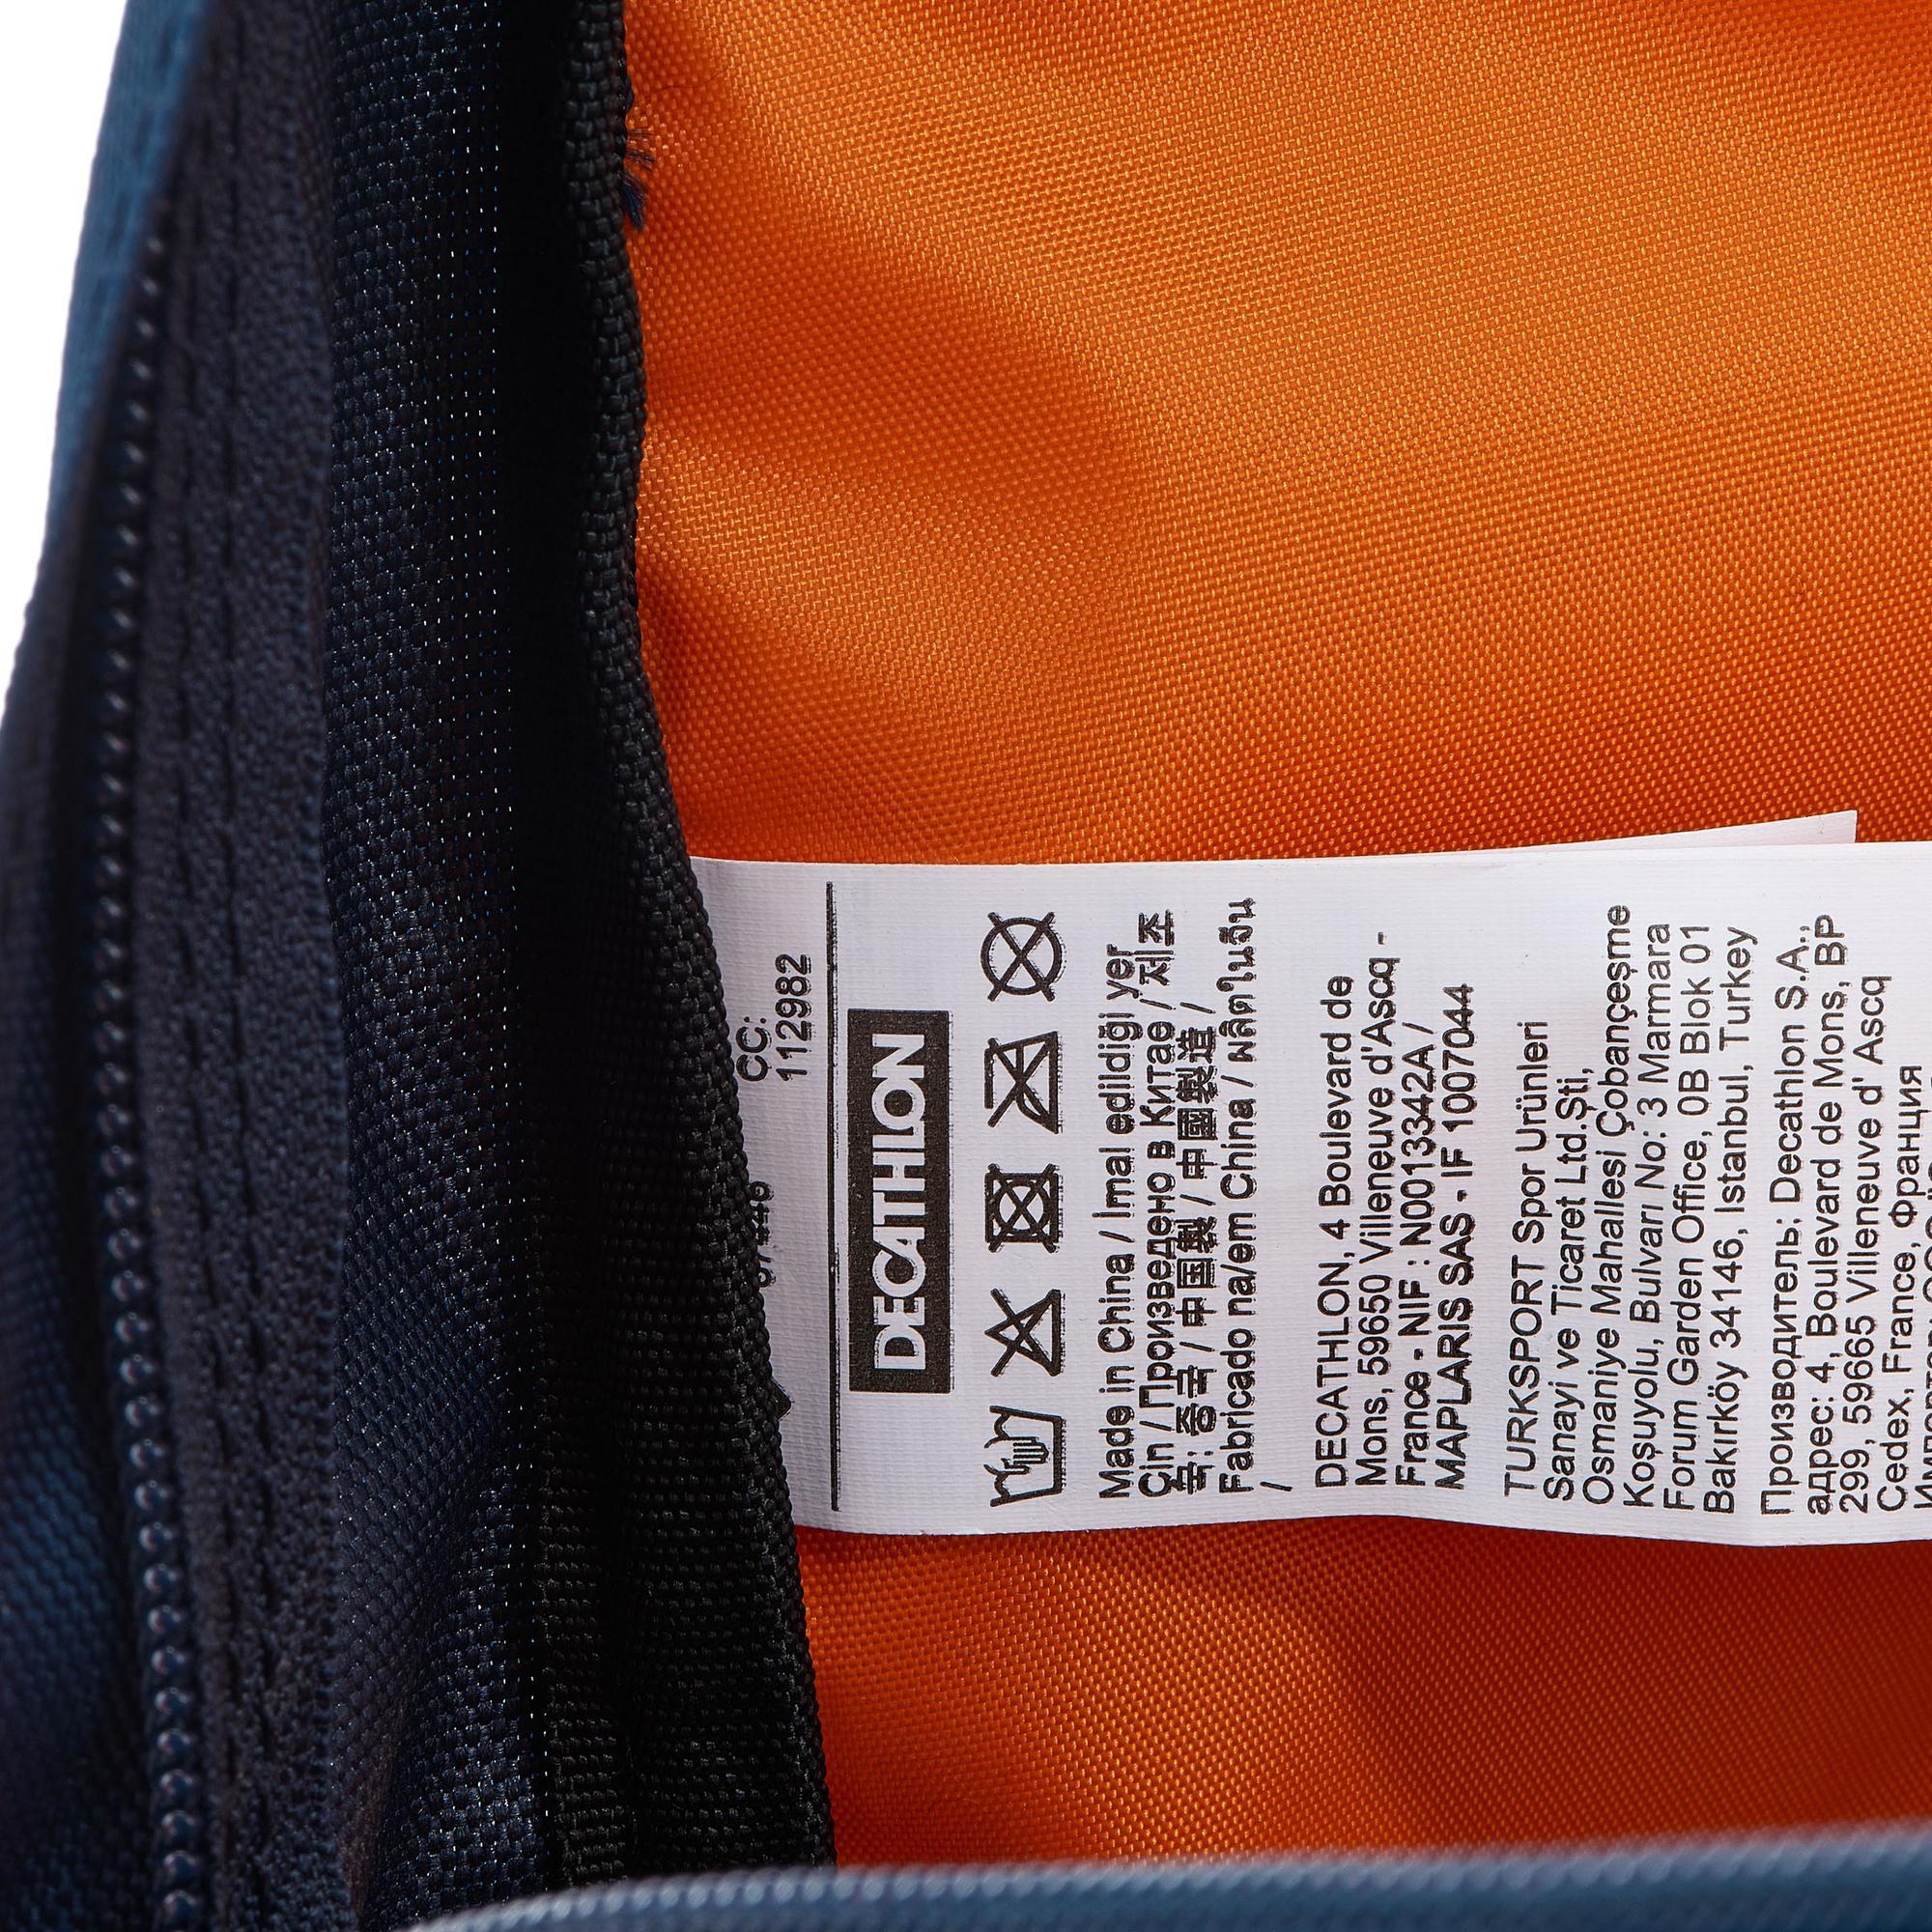 CC:
112982
DECATHLON
Made in China / Imal edildiği yer
Çin / Произведено в Китае / 제조
국: 중국 / 中国製 / 中國製造 /
Fabricado na/em China / ผลิตในจีน
/
DECATHLON, 4 Boulevard de
Mons, 59650 Villeneuve d'Ascq -
France - NIF : N0013342A /
MAPLARIS SAS - IF 1007044
TURKSPORT Spor Urünleri
Sanayi ve Ticaret Ltd.Şti,
Osmaniye Mahallesi Çobançeşme
Koşuyolu, Bulvarı No: 3 Marmara
Forum Garden Office, 0B Blok 01
Bakırköy 34146, Istanbul, Turkey
Производитель: Decathlon S.A.,
адрес: 4, Boulevard de Mons, BP
299, 59665 Villeneuve d' Ascq
Cedex, France, Франция